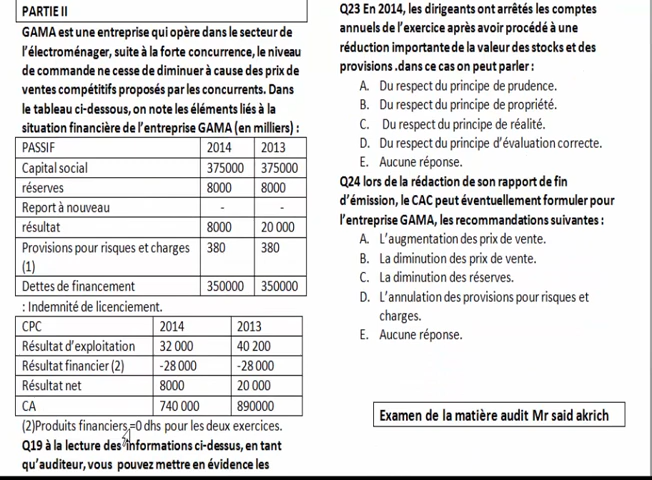 PARTIE II
GAMA est une entreprise qui opère dans le secteur de
l'électroménager, suite à la forte concurrence, le niveau
de commande ne cesse de diminuer à cause des prix de
ventes compétitifs proposés par les concurrents. Dans
le tableau ci-dessous, on note les éléments liés à la
situation financière de l'entreprise GAMA (en milliers) :
PASSIF 2014 2013
Capital social 375000 375000
réserves 8000 8000
Report à nouveau - -
résultat 8000 20 000
Provisions pour risques et charges 380 380
(1)
Dettes de financement 350000 350000
: Indemnité de licenciement.
CPC 2014 2013
Résultat d'exploitation 32 000 40 200
Résultat financier (2) -28 000 -28 000
Résultat net 8000 20 000
CA 740 000 890000
(2)Produits financiers =0 dhs pour les deux exercices.
Q19 à la lecture des informations ci-dessus, en tant
qu'auditeur, vous pouvez mettre en évidence les
Q23 En 2014, les dirigeants ont arrêtés les comptes
annuels de l'exercice après avoir procédé à une
réduction importante de la valeur des stocks et des
provisions .dans ce cas on peut parler :
A. Du respect du principe de prudence.
B. Du respect du principe de propriété.
C. Du respect du principe de réalité.
D. Du respect du principe d'évaluation correcte.
E. Aucune réponse.
Q24 lors de la rédaction de son rapport de fin
d'émission, le CAC peut éventuellement formuler pour
l'entreprise GAMA, les recommandations suivantes :
A. L'augmentation des prix de vente.
B. La diminution des prix de vente.
C. La diminution des réserves.
D. L'annulation des provisions pour risques et
charges.
E. Aucune réponse.
Examen de la matière audit Mr said akrich